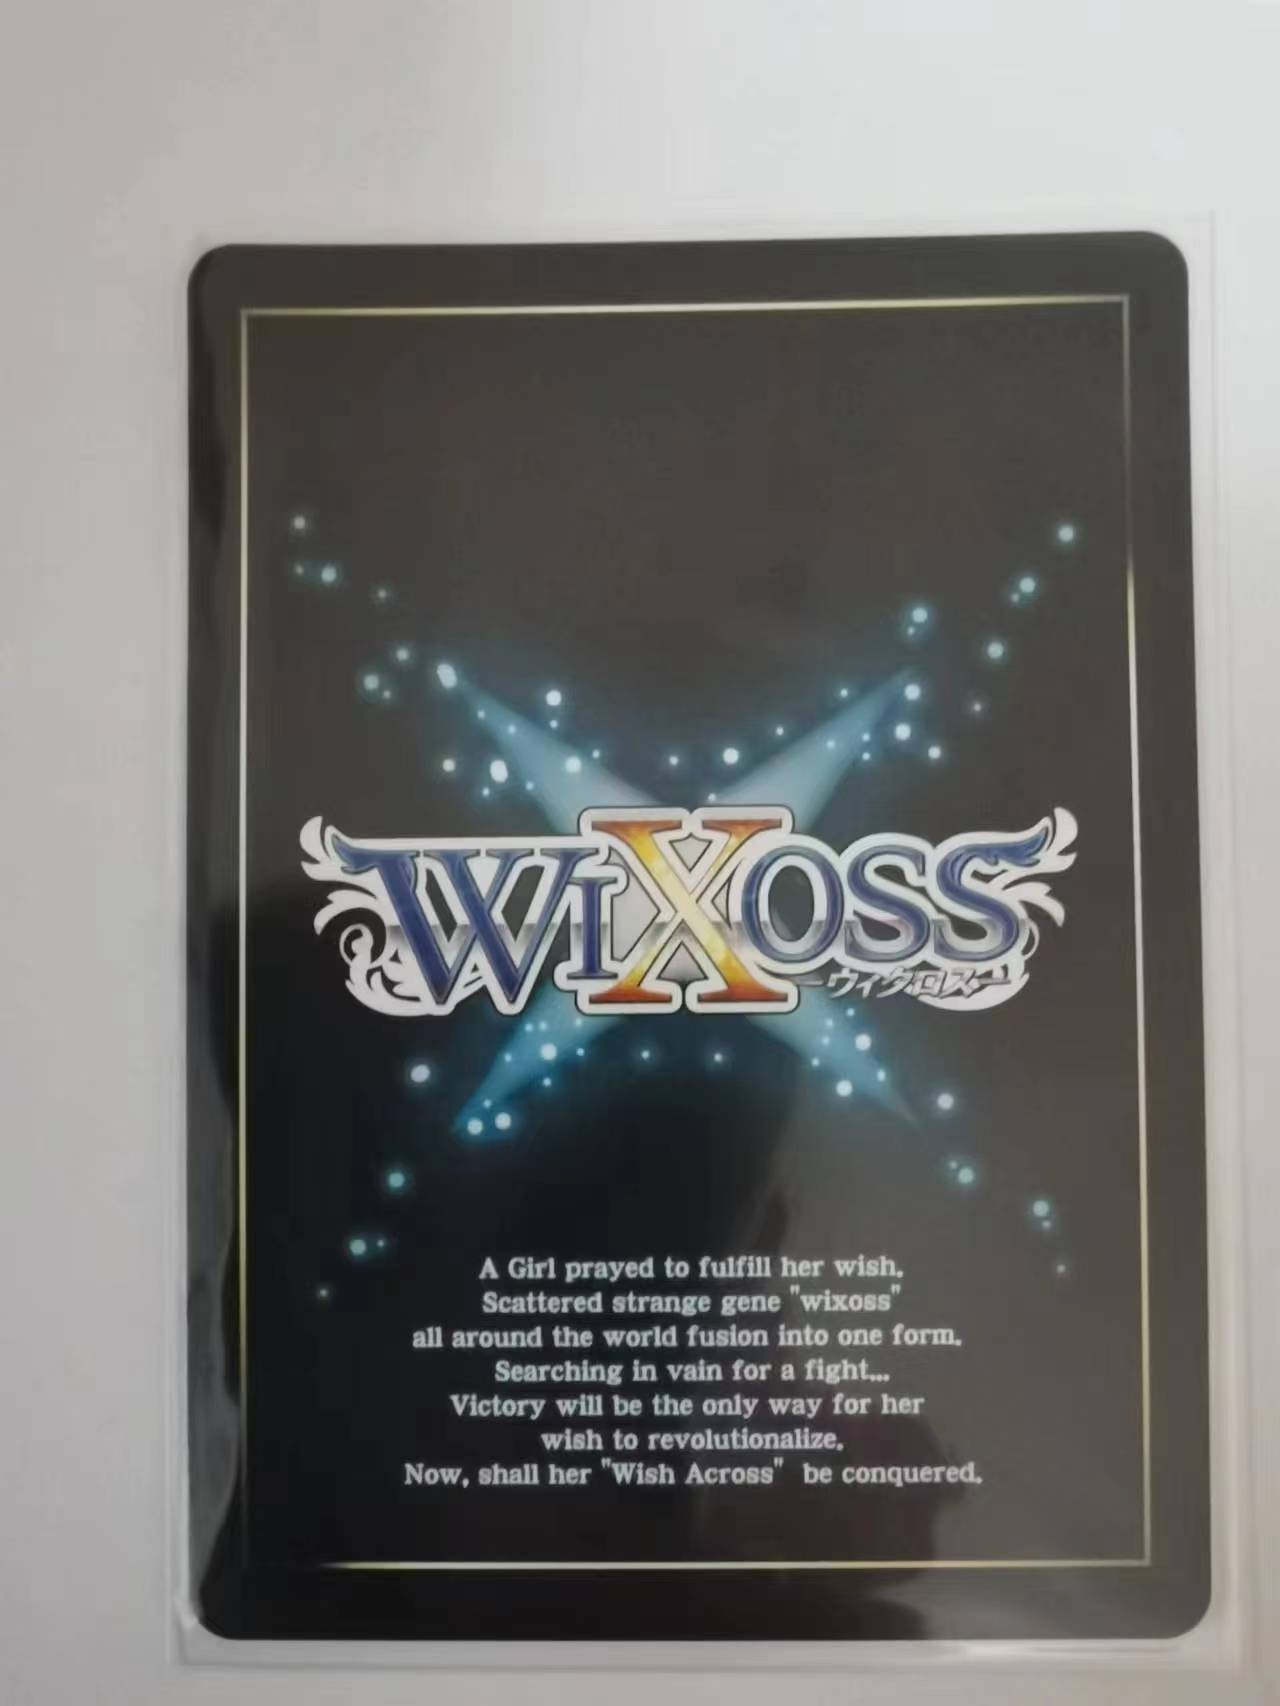 WIXOSS
-ウィクロス-
A Girl prayed to fulfill her wish.
Scattered strange gene "wixoss"
all around the world fusion into one form.
Searching in vain for a fight...
Victory will be the only way for her
wish to revolutionalize.
Now, shall her "Wish Across" be conquered.